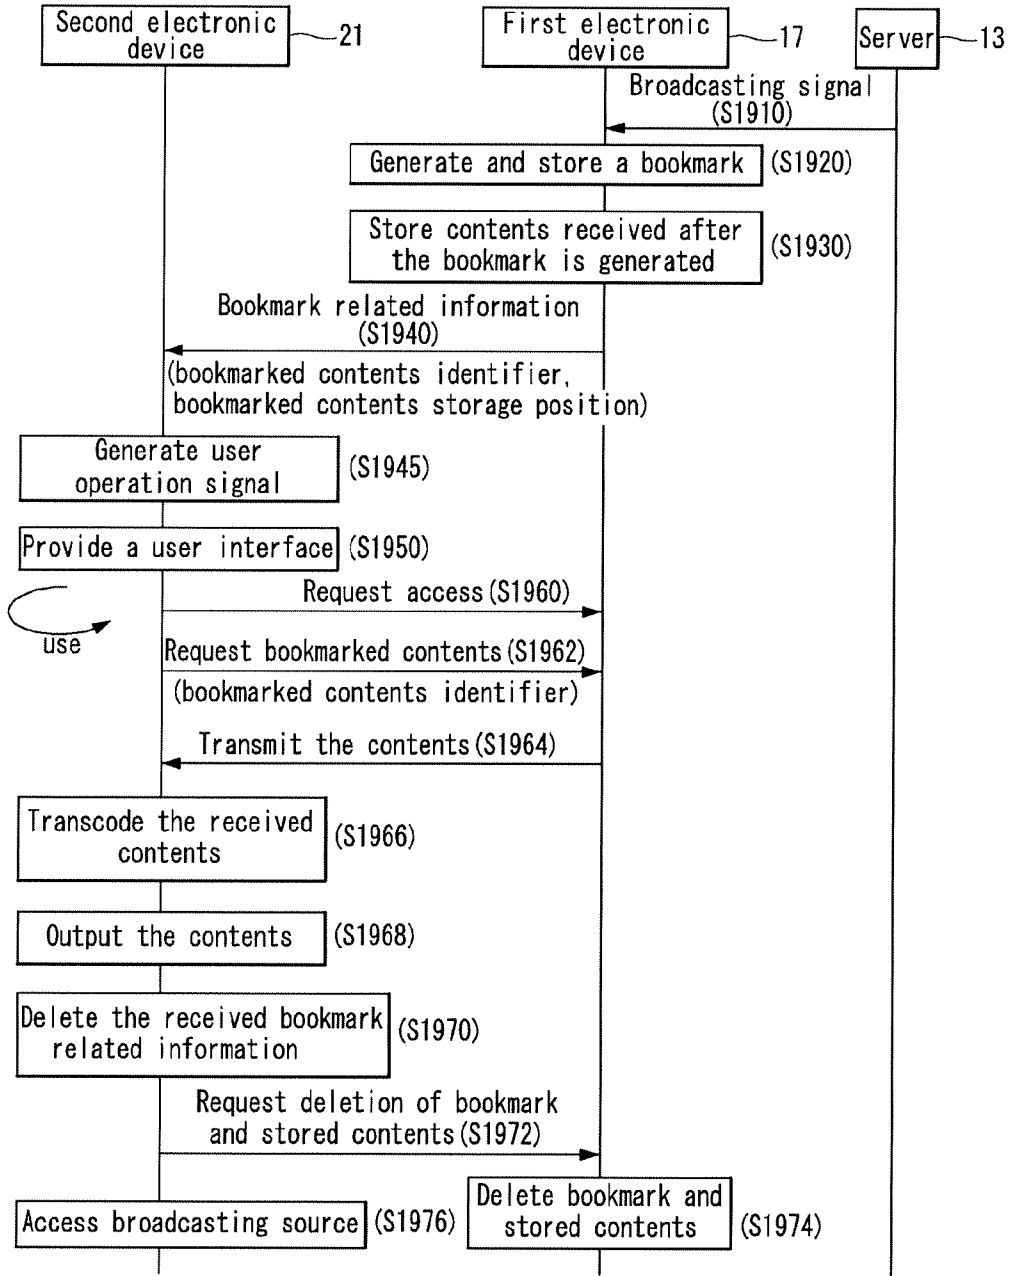 Second electronic
device
21
First electronic
device
17
Server
13
Broadcasting signal
(S1910)
Generate and store a bookmark
(S1920)
Store contents received after
the bookmark is generated
(S1930)
Bookmark related information
(S1940)
(bookmarked contents identifier,
bookmarked contents storage position)
Generate user
operation signal
(S1945)
Provide a user interface
(S1950)
Request access(S1960)
use
Request bookmarked contents(S1962)
(bookmarked contents identifier)
Transmit the contents(S1964)
Transcode the received
contents
(S1966)
Output the contents
(S1968)
Delete the received bookmark
related information
(S1970)
Request deletion of bookmark
and stored contents(S1972)
Access broadcasting source
(S1976)
Delete bookmark and
stored contents
(S1974)